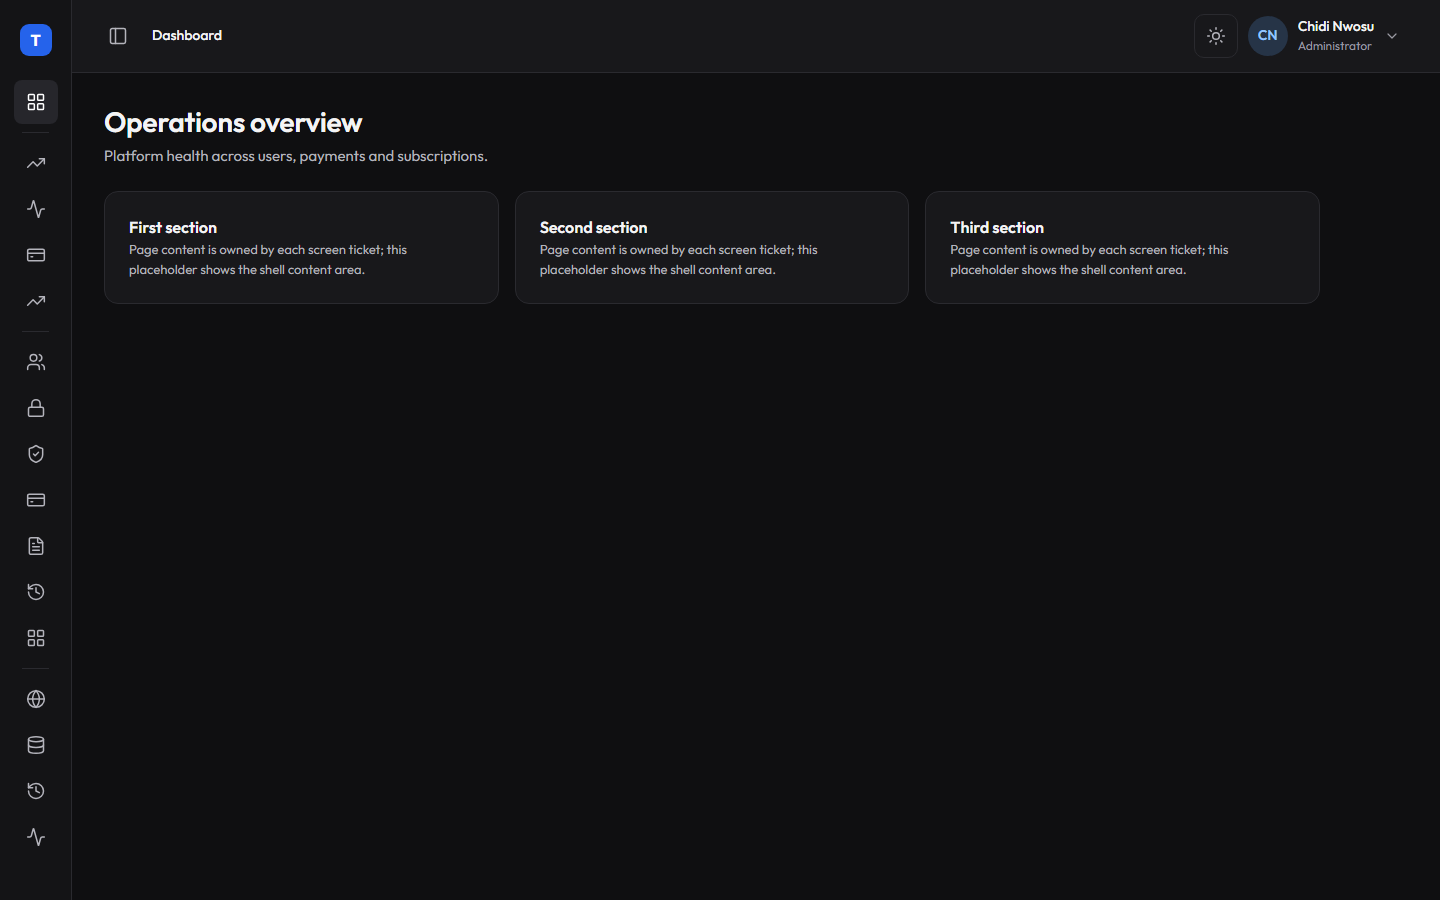 T
Dashboard
CN
Chidi Nwosu
Administrator
Operations overview
Platform health across users, payments and subscriptions.
First section
Page content is owned by each screen ticket; this
placeholder shows the shell content area.
Second section
Page content is owned by each screen ticket; this
placeholder shows the shell content area.
Third section
Page content is owned by each screen ticket; this
placeholder shows the shell content area.